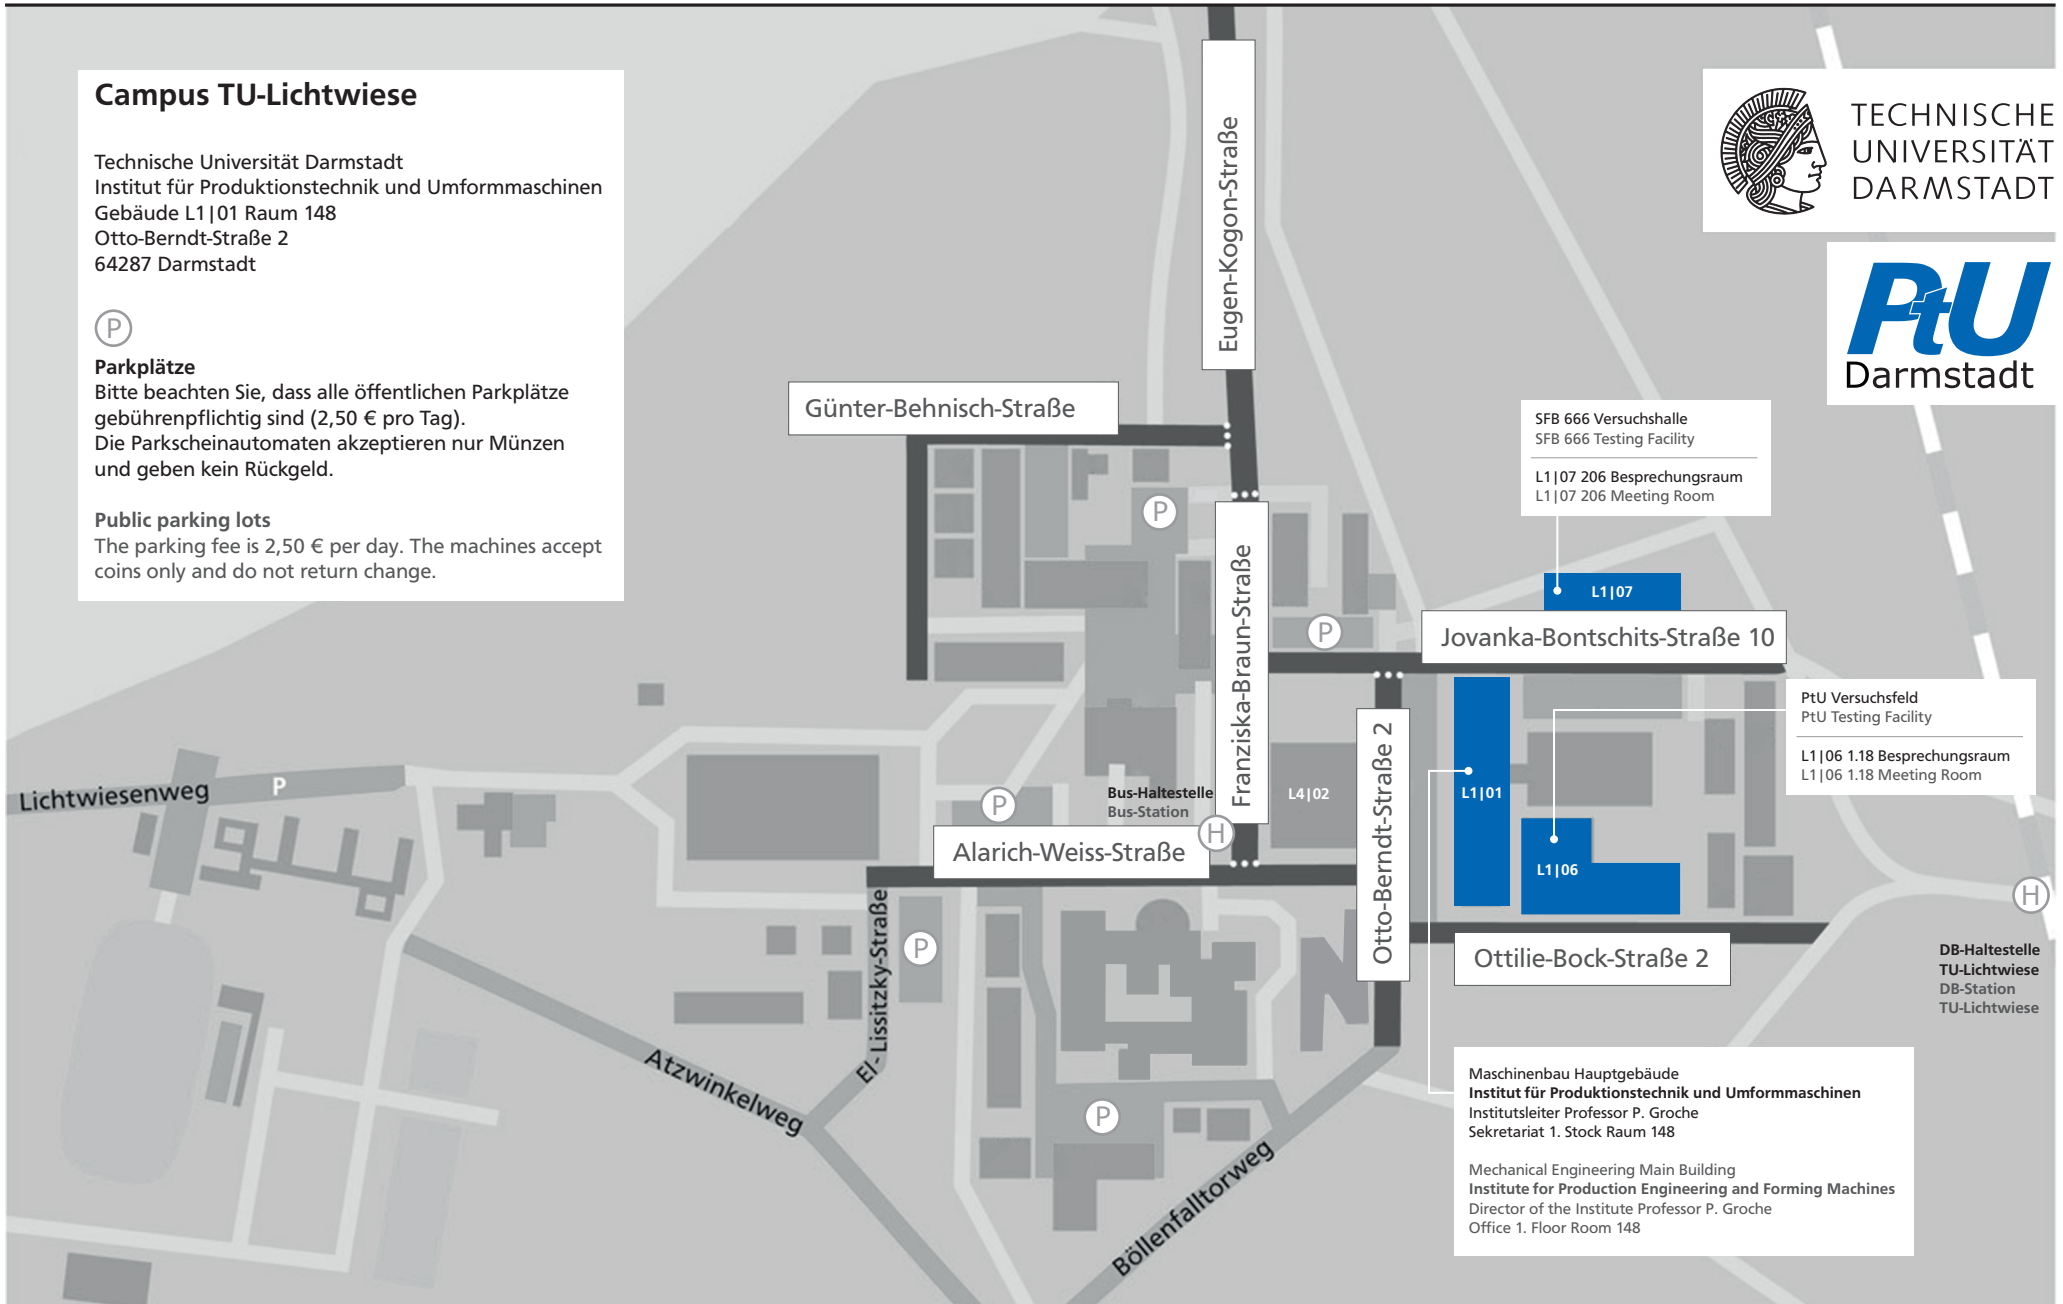 Campus TU-Lichtwiese
Technische Universität Darmstadt
Institut für Produktionstechnik und Umformmaschinen
Gebäude L1|01 Raum 148
Otto-Berndt-Straße 2
64287 Darmstadt
P
Parkplätze
Bitte beachten Sie, dass alle öffentlichen Parkplätze
gebührenpflichtig sind (2,50 € pro Tag).
Die Parkscheinautomaten akzeptieren nur Münzen
und geben kein Rückgeld.
Public parking lots
The parking fee is 2,50 € per day. The machines accept
coins only and do not return change.
TECHNISCHE
UNIVERSITÄT
DARMSTADT
PtU
Darmstadt
Eugen-Kogon-Straße
Günter-Behnisch-Straße
SFB 666 Versuchshalle
SFB 666 Testing Facility
L1|07 206 Besprechungsraum
L1|07 206 Meeting Room
P
Franziska-Braun-Straße
L1|07
P
Jovanka-Bontschits-Straße 10
PtU Versuchsfeld
PtU Testing Facility
L1|06 1.18 Besprechungsraum
L1|06 1.18 Meeting Room
Otto-Berndt-Straße 2
Lichtwiesenweg
P
P
Bus-Haltestelle
Bus-Station
H
L4|02
L1|01
Alarich-Weiss-Straße
L1|06
H
El- Lissitzky-Straße
P
Ottilie-Bock-Straße 2
DB-Haltestelle
TU-Lichtwiese
DB-Station
TU-Lichtwiese
Atzwinkelweg
P
Böllenfalltorweg
Maschinenbau Hauptgebäude
Institut für Produktionstechnik und Umformmaschinen
Institutsleiter Professor P. Groche
Sekretariat 1. Stock Raum 148
Mechanical Engineering Main Building
Institute for Production Engineering and Forming Machines
Director of the Institute Professor P. Groche
Office 1. Floor Room 148